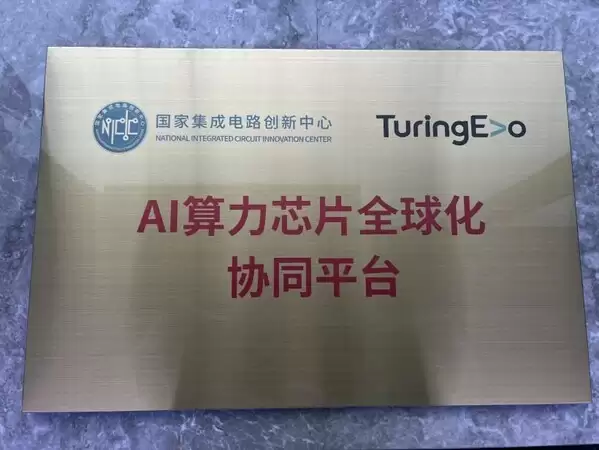 国家集成电路创新中心
NATIONAL INTEGRATED CIRCUIT INNOVATION CENTER
TuringEvo
AI算力芯片全球化
协同平台